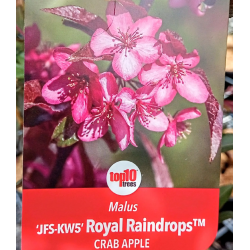 top10
trees
Malus
'JFS-KW5' Royal Raindrops™
CRAB APPLE